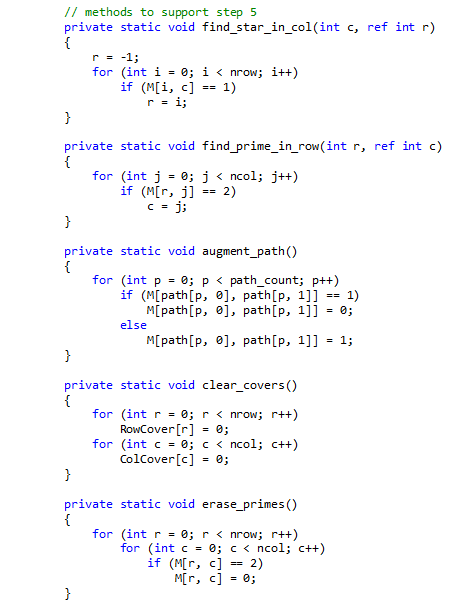 // methods to support step 5
private static void find_star_in_col(int c, ref int r)
{
    r = -1;
    for (int i = 0; i < nrow; i++)
        if (M[i, c] == 1)
            r = i;
}

private static void find_prime_in_row(int r, ref int c)
{
    for (int j = 0; j < ncol; j++)
        if (M[r, j] == 2)
            c = j;
}

private static void augment_path()
{
    for (int p = 0; p < path_count; p++)
        if (M[path[p, 0], path[p, 1]] == 1)
            M[path[p, 0], path[p, 1]] = 0;
        else
            M[path[p, 0], path[p, 1]] = 1;
}

private static void clear_covers()
{
    for (int r = 0; r < nrow; r++)
        RowCover[r] = 0;
    for (int c = 0; c < ncol; c++)
        ColCover[c] = 0;
}

private static void erase_primes()
{
    for (int r = 0; r < nrow; r++)
        for (int c = 0; c < ncol; c++)
            if (M[r, c] == 2)
                M[r, c] = 0;
}